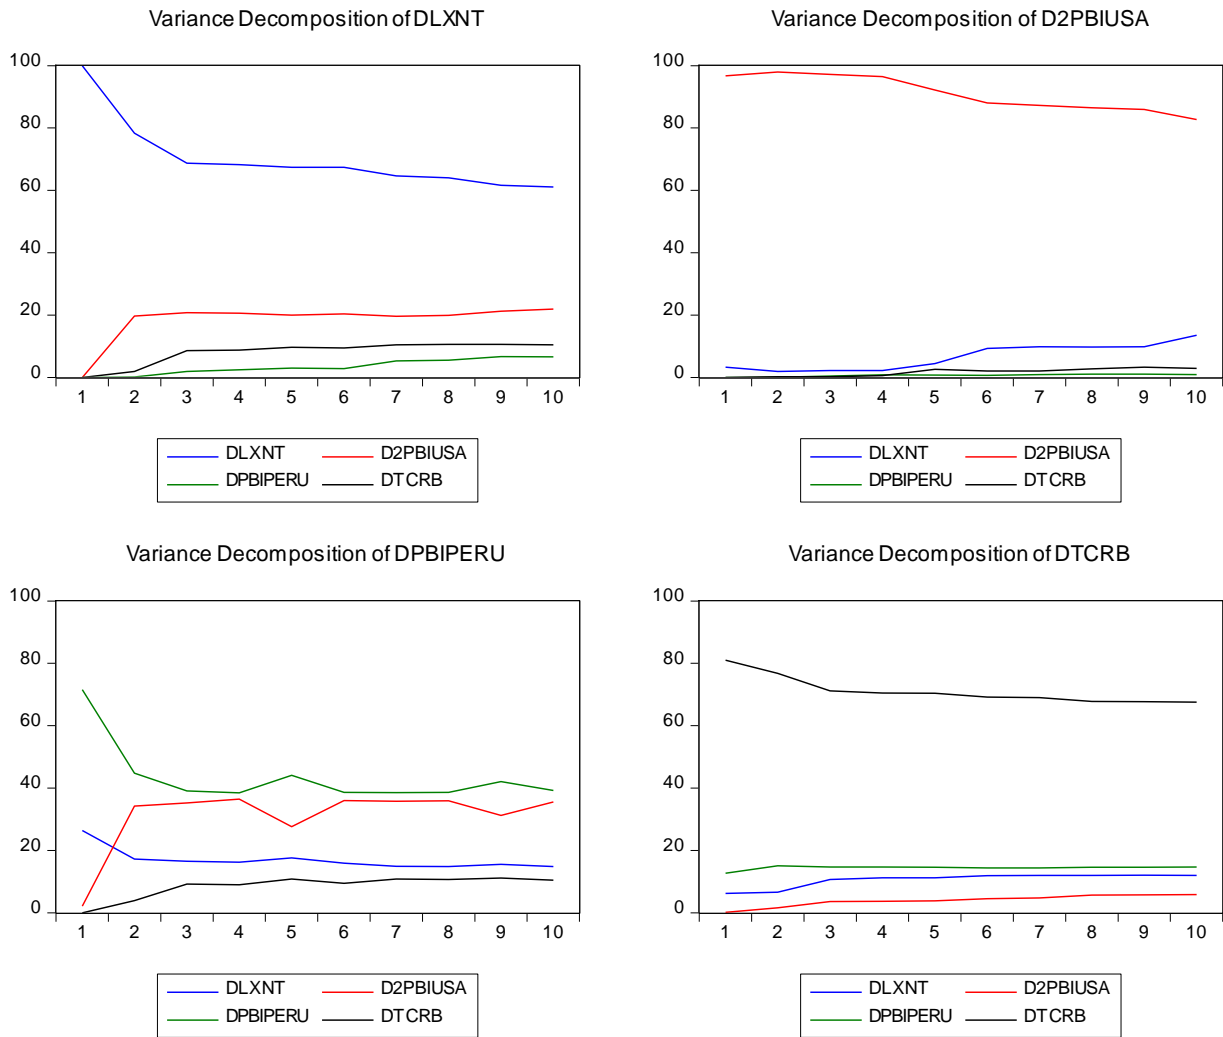 Variance Decomposition of DLXNT
100
80
60
40
20
0
1 2 3 4 5 6 7 8 9 10
DLXNT D2PBIUSA
DPBIPERU DTCRB
Variance Decomposition of D2PBIUSA
100
80
60
40
20
0
1 2 3 4 5 6 7 8 9 10
DLXNT D2PBIUSA
DPBIPERU DTCRB
Variance Decomposition of DPBIPERU
100
80
60
40
20
0
1 2 3 4 5 6 7 8 9 10
DLXNT D2PBIUSA
DPBIPERU DTCRB
Variance Decomposition of DTCRB
100
80
60
40
20
0
1 2 3 4 5 6 7 8 9 10
DLXNT D2PBIUSA
DPBIPERU DTCRB